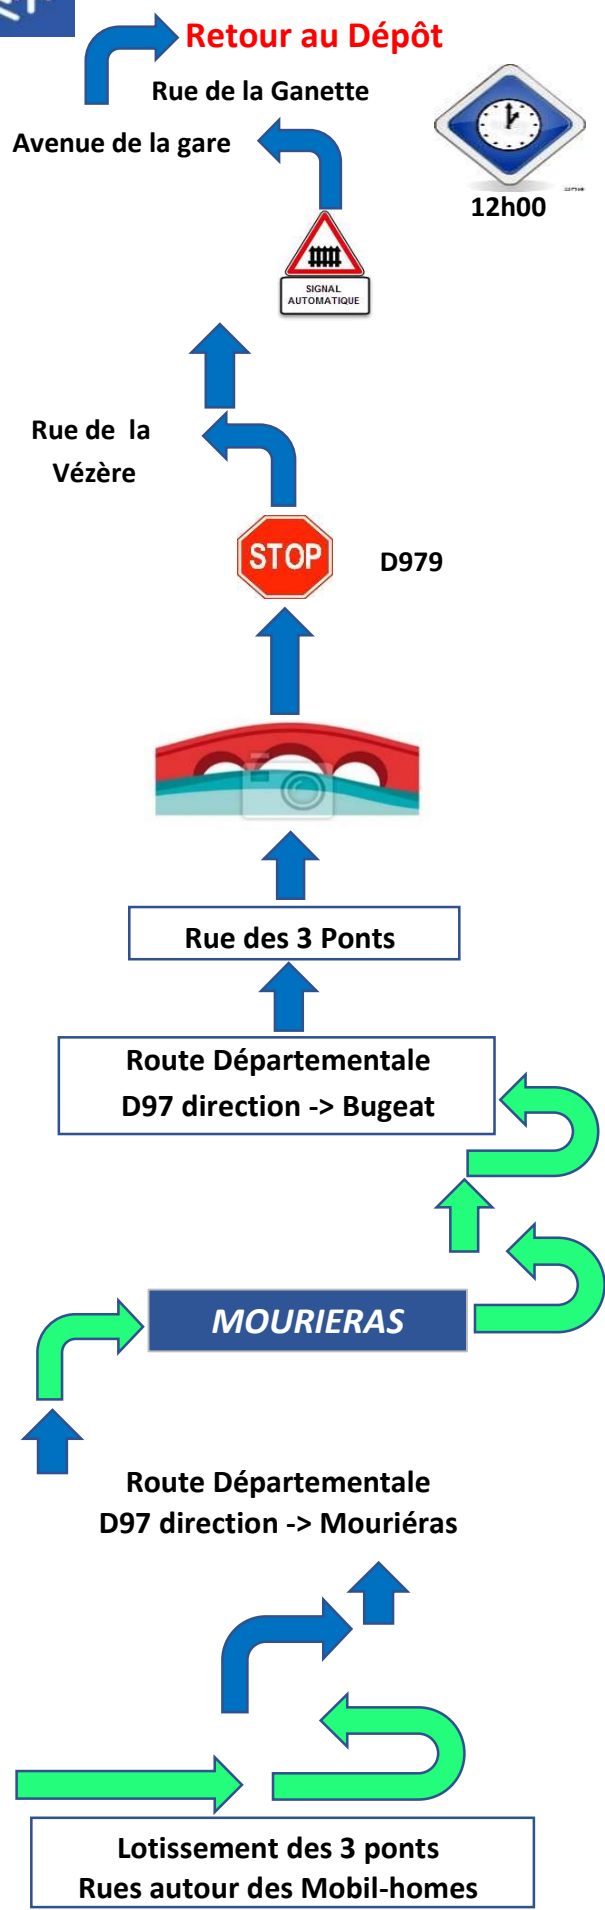 Retour au Dépôt
Rue de la Ganette
Avenue de la gare
12h00
SIGNAL
AUTOMATIQUE
Rue de la
Vézère
STOP
D979
Rue des 3 Ponts
Route Départementale
D97 direction -> Bugeat
MOURIERAS
Route Départementale
D97 direction -> Mouriéras
Lotissement des 3 ponts
Rues autour des Mobil-homes